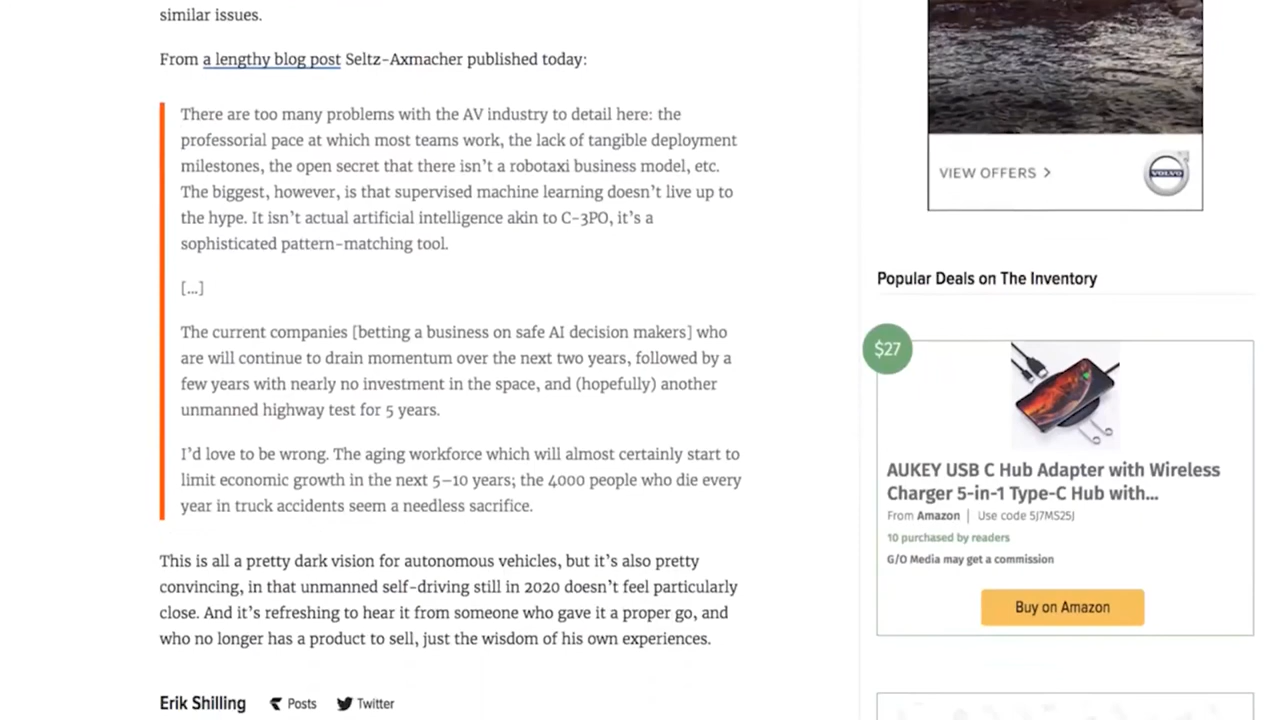 similar issues.
From a lengthy blog post Seltz-Axmacher published today:
There are too many problems with the AV industry to detail here: the
professorial pace at which most teams work, the lack of tangible deployment
milestones, the open secret that there isn't a robotaxi business model, etc.
The biggest, however, is that supervised machine learning doesn't live up to
the hype. It isn't actual artificial intelligence akin to C-3PO, it's a
sophisticated pattern-matching tool.
[...]
The current companies [betting a business on safe AI decision makers] who
are will continue to drain momentum over the next two years, followed by a
few years with nearly no investment in the space, and (hopefully) another
unmanned highway test for 5 years.
I'd love to be wrong. The aging workforce which will almost certainly start to
limit economic growth in the next 5–10 years; the 4000 people who die every
year in truck accidents seem a needless sacrifice.
This is all a pretty dark vision for autonomous vehicles, but it's also pretty
convincing, in that unmanned self-driving still in 2020 doesn't feel particularly
close. And it's refreshing to hear it from someone who gave it a proper go, and
who no longer has a product to sell, just the wisdom of his own experiences.
Erik Shilling Posts Twitter
VIEW OFFERS >
VOLVO
Popular Deals on The Inventory
$27
AUKEY USB C Hub Adapter with Wireless
Charger 5-in-1 Type-C Hub with...
From Amazon | Use code 5J7MS25J
10 purchased by readers
G/O Media may get a commission
Buy on Amazon